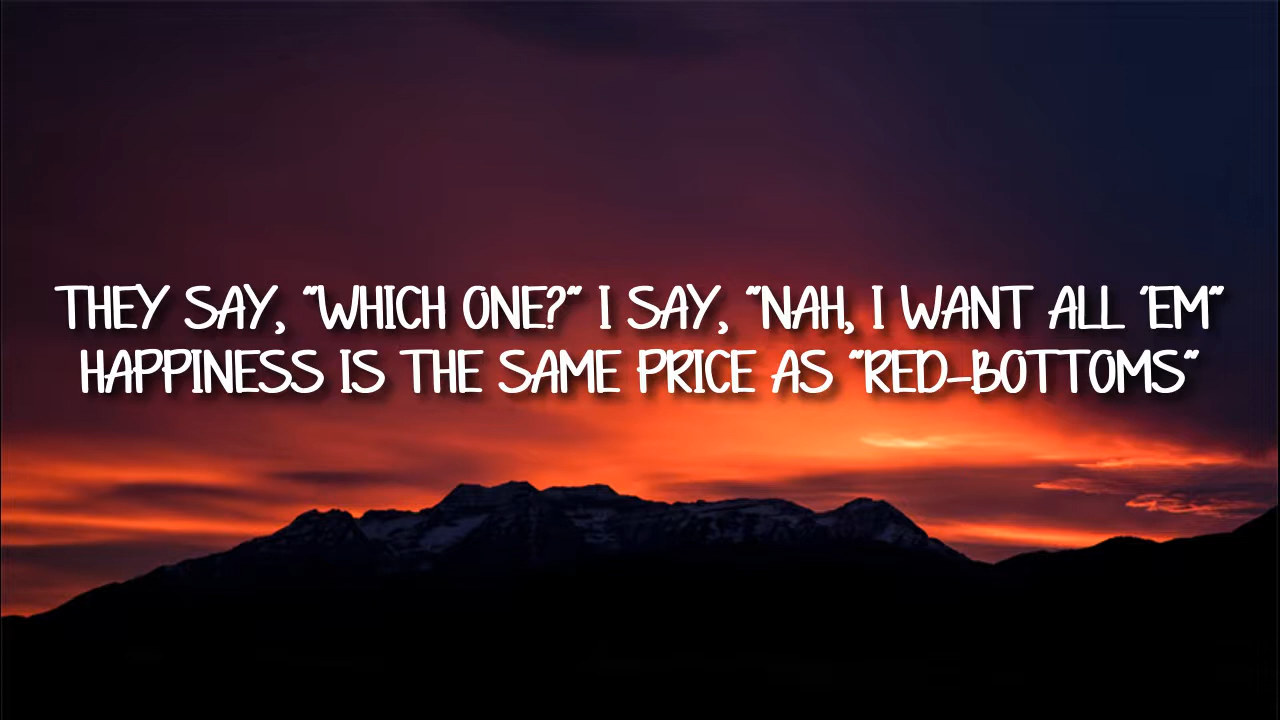 THEY SAY, "WHICH ONE?" I SAY, "NAH, I WANT ALL 'EM"
HAPPINESS IS THE SAME PRICE AS "RED-BOTTOMS"